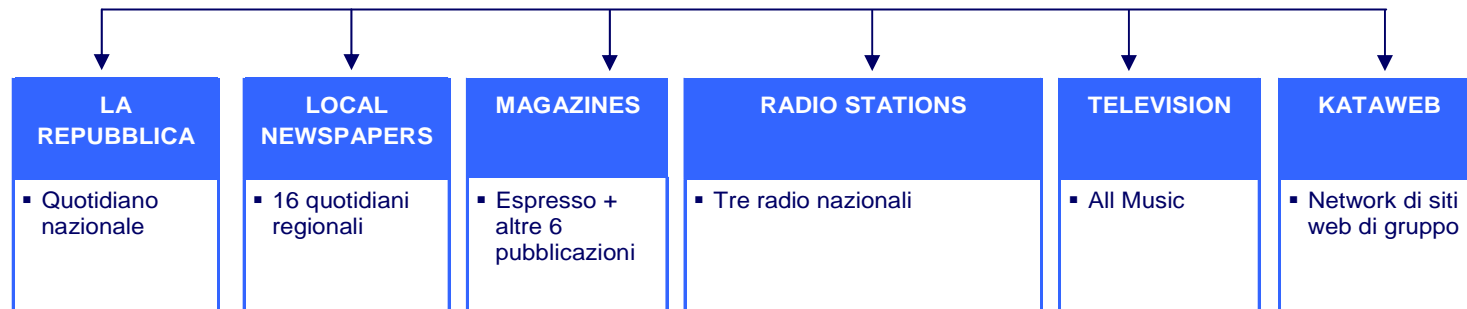 LA
REPUBBLICA
▪ Quotidiano
nazionale
LOCAL
NEWSPAPERS
▪ 16 quotidiani
regionali
MAGAZINES
▪ Espresso +
altre 6
pubblicazioni
RADIO STATIONS
▪ Tre radio nazionali
TELEVISION
▪ All Music
KATAWEB
▪ Network di siti
web di gruppo